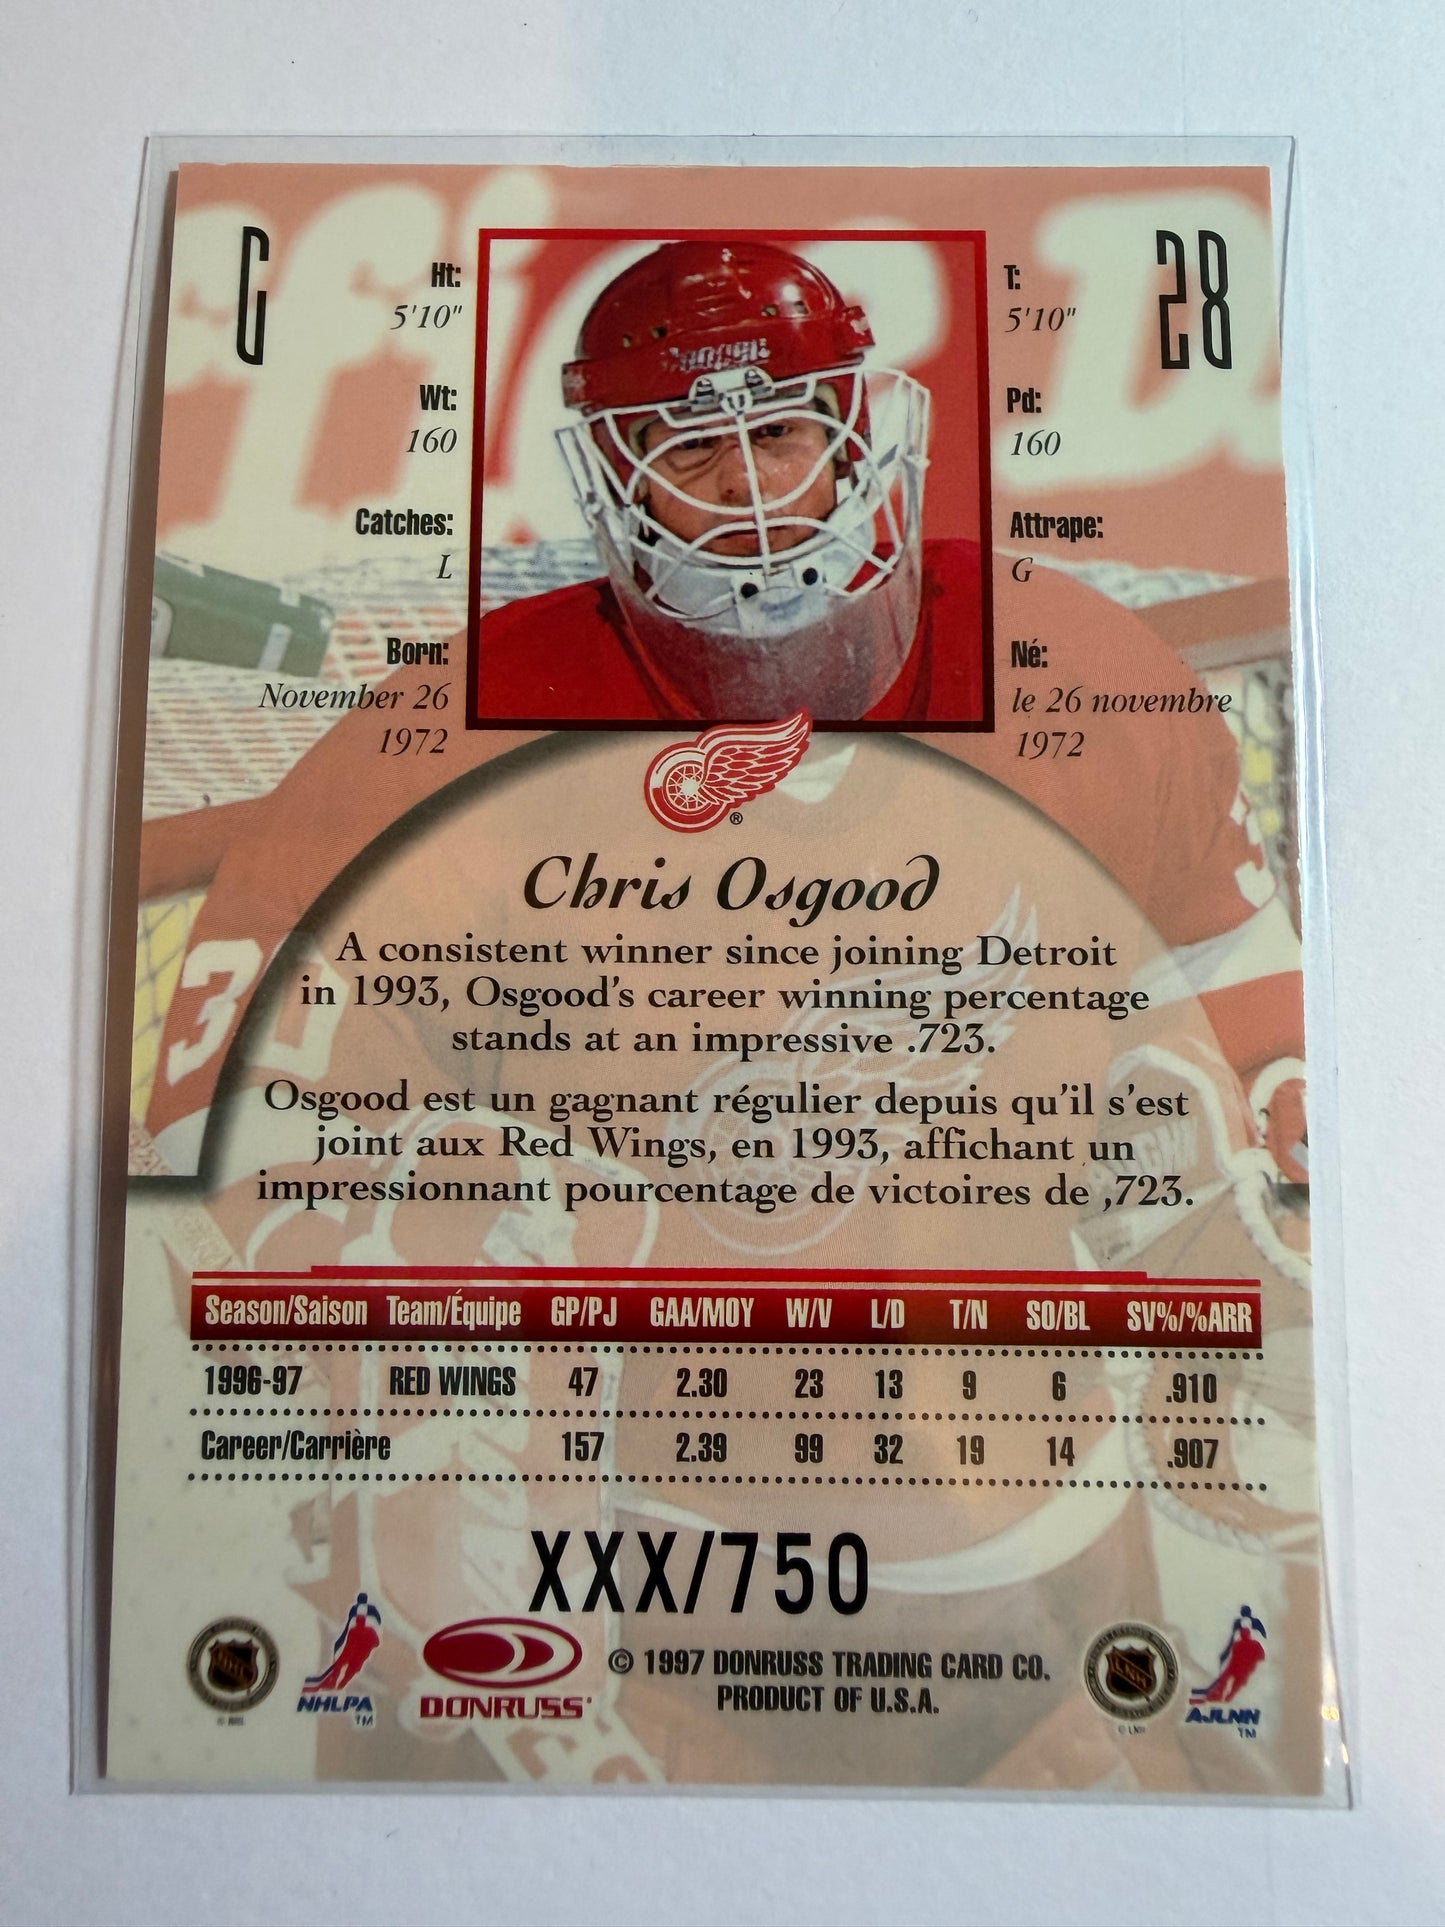 G
28
Ht:
5'10"
Wt:
160
Catches:
L
Born:
November 26
1972
T:
5'10"
Pd:
160
Attrape:
G
Né:
le 26 novembre
1972
®
Chris Osgood
A consistent winner since joining Detroit
in 1993, Osgood's career winning percentage
stands at an impressive .723.
Osgood est un gagnant régulier depuis qu'il s'est
joint aux Red Wings, en 1993, affichant un
impressionnant pourcentage de victoires de ,723.
Season/Saison Team/Équipe GP/PJ GAA/MOY W/V L/D T/N SO/BL SV%/%ARR
1996-97 RED WINGS 47 2.30 23 13 9 6 .910
Career/Carrière 157 2.39 99 32 19 14 .907
XXX/750
© 1997 DONRUSS TRADING CARD CO.
PRODUCT OF U.S.A.
NHL
NHLPA
TM
DONRUSS
LNH
AJLNH
TM